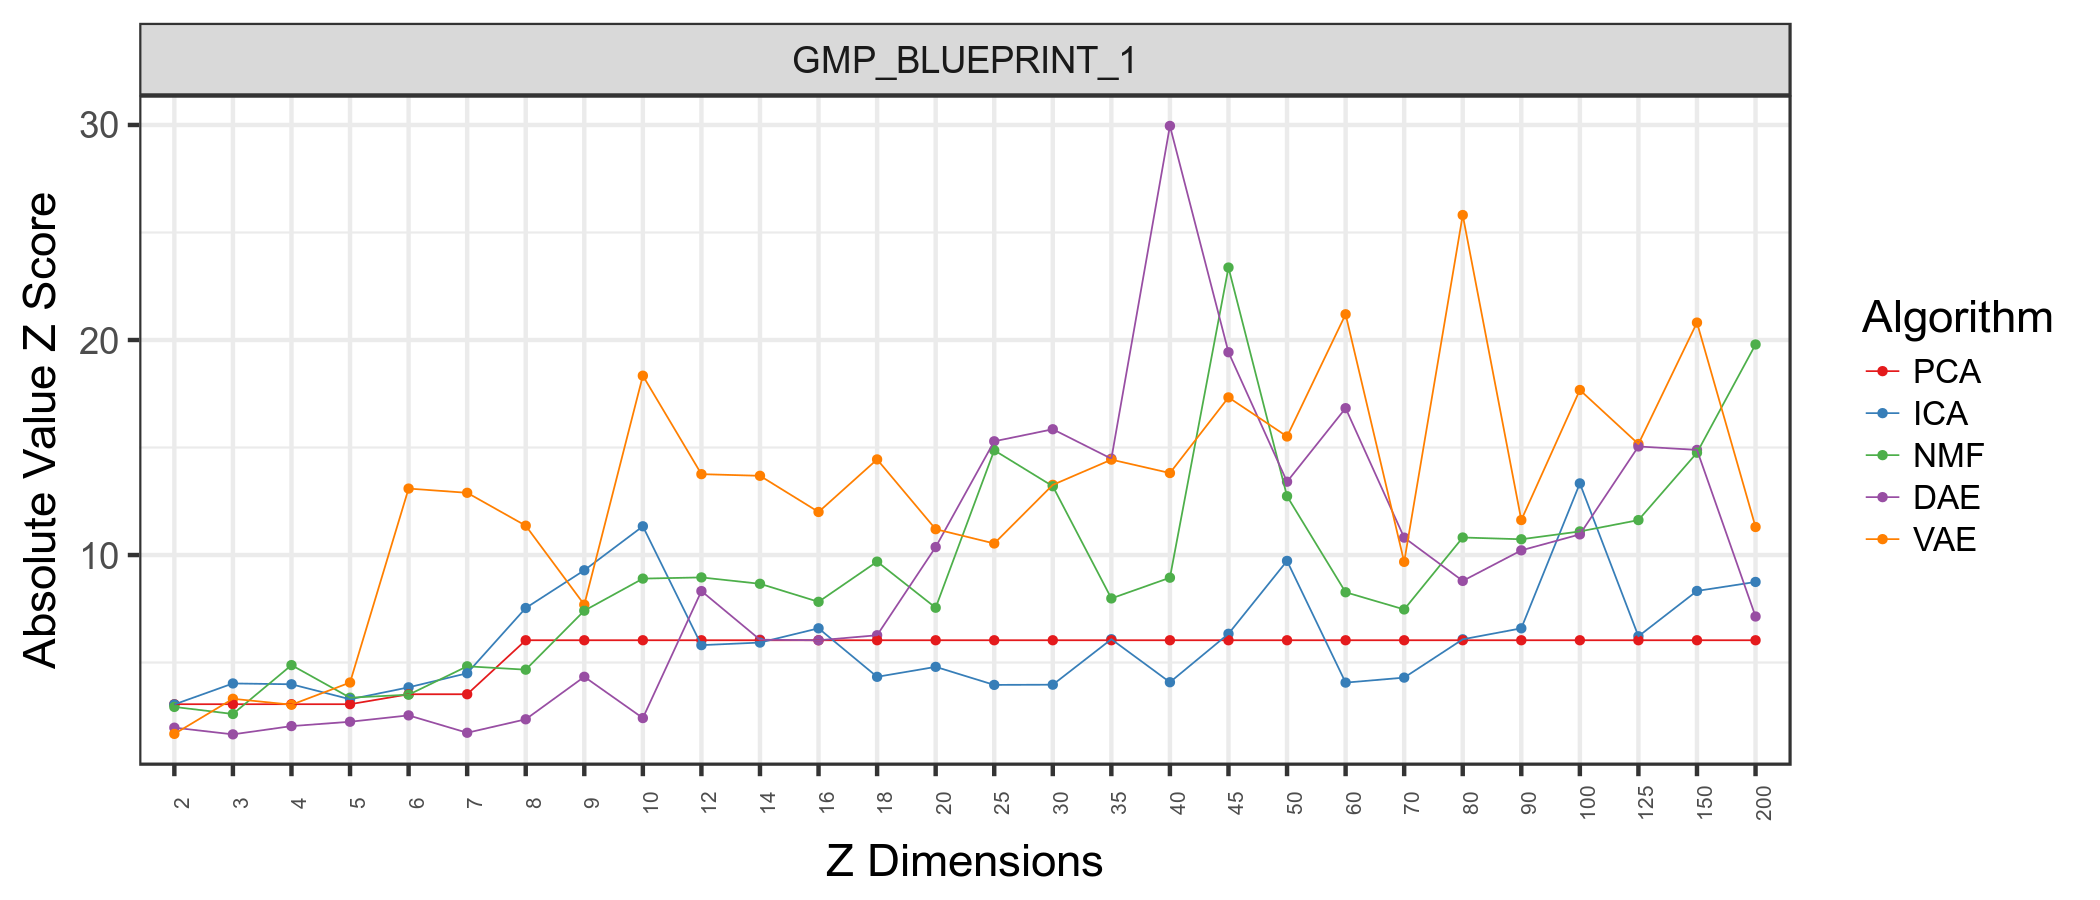 GMP_BLUEPRINT_1
30
20
10
Absolute Value Z Score
2 3 4 5 6 7 8 9 10 12 14 16 18 20 25 30 35 40 45 50 60 70 80 90 100 125 150 200
Z Dimensions
Algorithm
PCA
ICA
NMF
DAE
VAE